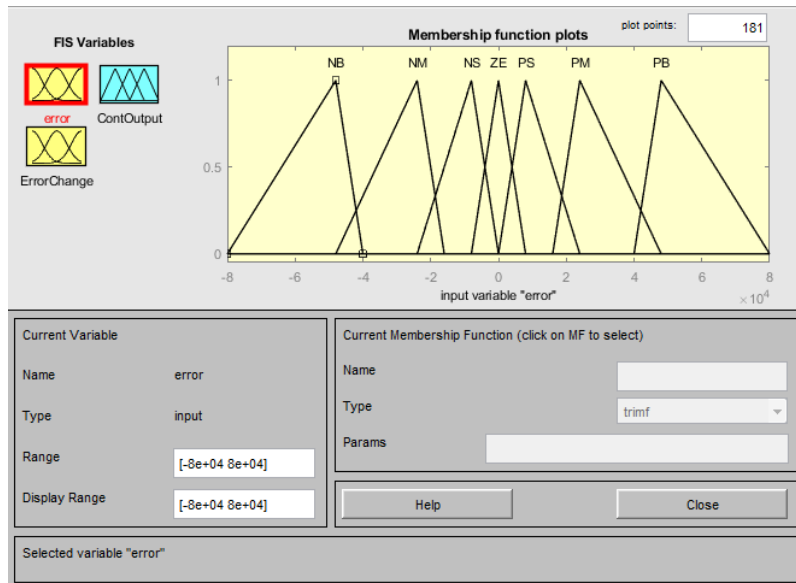 FIS Variables
error
ContOutput
ErrorChange
Membership function plots
plot points:
181
NB NM NS ZE PS PM PB
1
0.5
0
-8 -6 -4 -2 0 2 4 6 8
input variable "error"
×10⁴
Current Variable
Name error
Type input
Range [-8e+04 8e+04]
Display Range [-8e+04 8e+04]
Current Membership Function (click on MF to select)
Name
Type trimf
Params
Help Close
Selected variable "error"